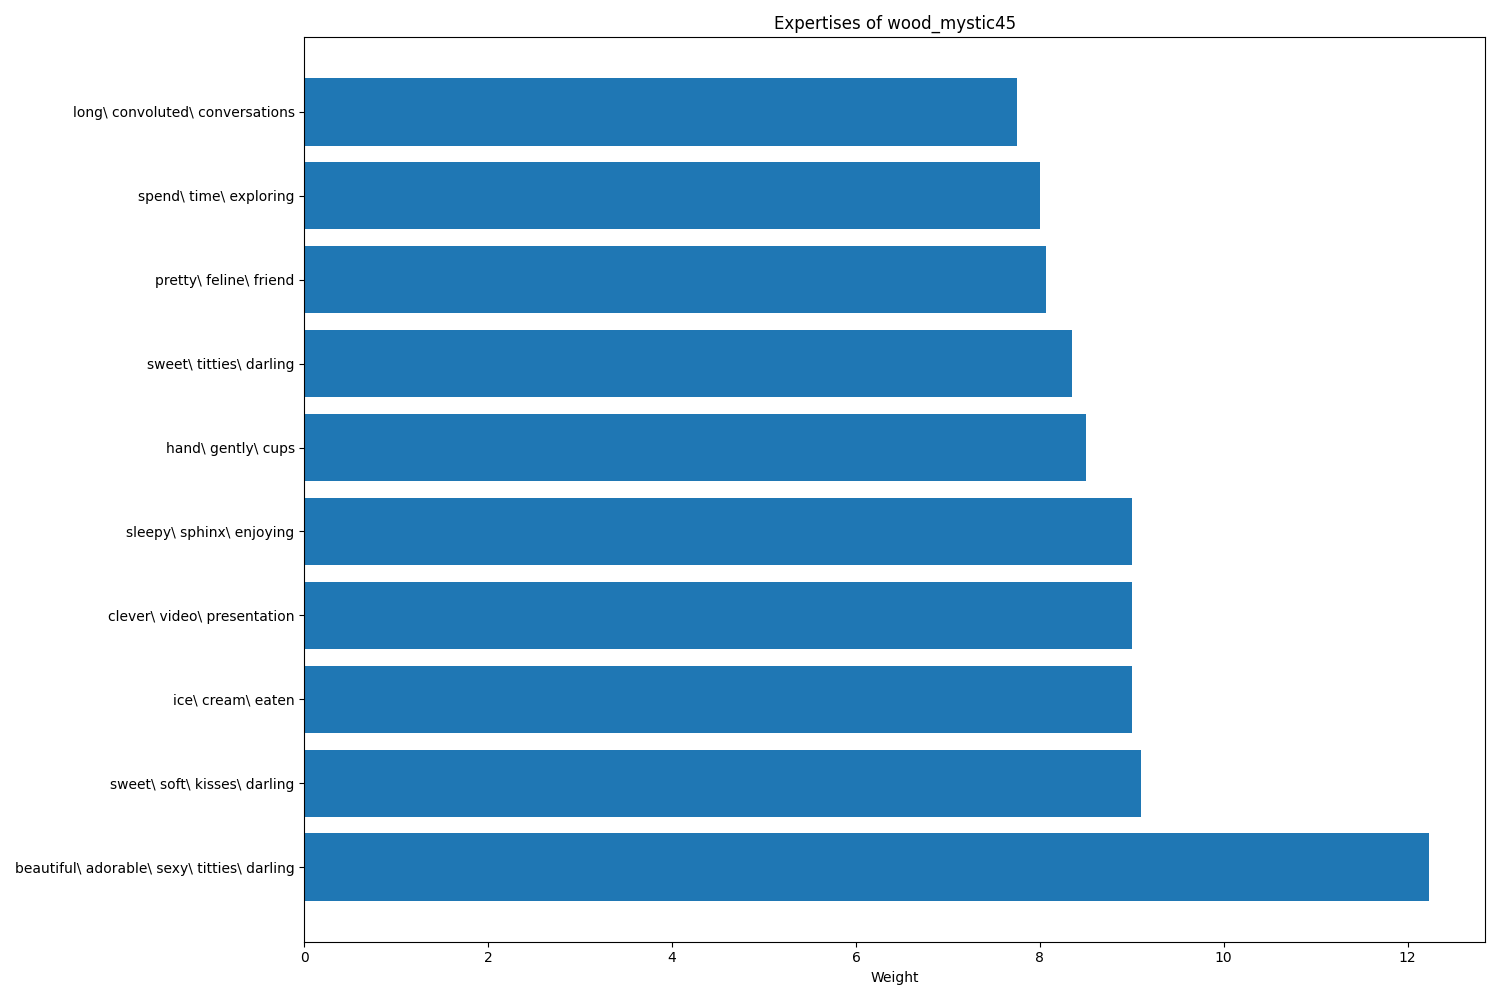 Expertises of wood_mystic45
long\ convoluted\ conversations
spend\ time\ exploring
pretty\ feline\ friend
sweet\ titties\ darling
hand\ gently\ cups
sleepy\ sphinx\ enjoying
clever\ video\ presentation
ice\ cream\ eaten
sweet\ soft\ kisses\ darling
beautiful\ adorable\ sexy\ titties\ darling
0 2 4 6 8 10 12
Weight